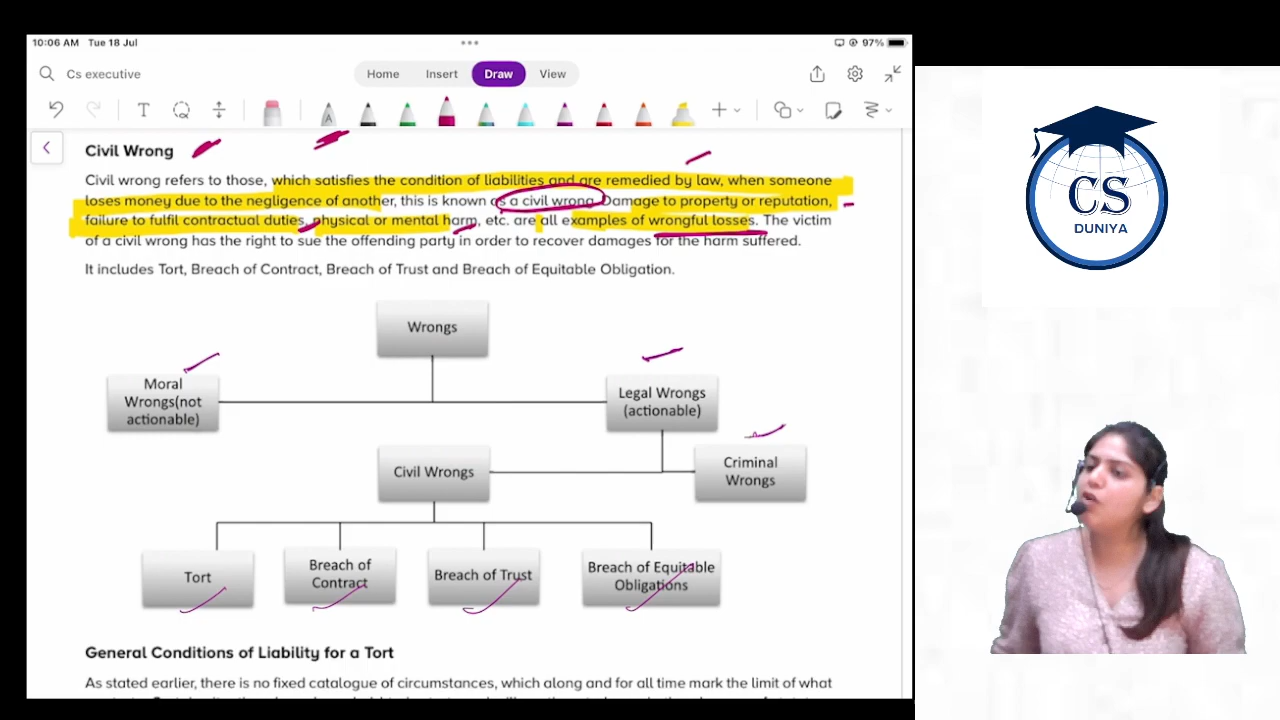 10:06 AM Tue 18 Jul
97%
Cs executive
Home Insert Draw View
Civil Wrong
Civil wrong refers to those, which satisfies the condition of liabilities and are remedied by law, when someone
loses money due to the negligence of another, this is known as a civil wrong. Damage to property or reputation,
failure to fulfil contractual duties, physical or mental harm, etc. are all examples of wrongful losses. The victim
of a civil wrong has the right to sue the offending party in order to recover damages for the harm suffered.
It includes Tort, Breach of Contract, Breach of Trust and Breach of Equitable Obligation.
Wrongs
Moral
Wrongs(not
actionable)
Legal Wrongs
(actionable)
Civil Wrongs
Criminal
Wrongs
Tort
Breach of
Contract
Breach of Trust
Breach of Equitable
Obligations
General Conditions of Liability for a Tort
As stated earlier, there is no fixed catalogue of circumstances, which along and for all time mark the limit of what
CS
DUNIYA